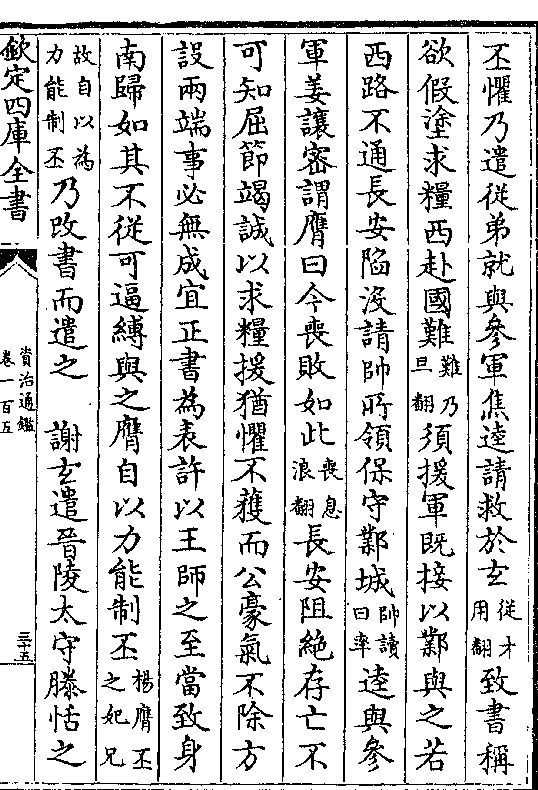 丕懼乃遣從弟就與參軍焦逵請救於玄從才用翻致書稱
欲假塗求糧西赴國難難乃旦翻須援軍既接以鄴與之若
西路不通長安陷没請帥所領保守鄴城帥讀曰率逵與參
軍姜讓密謂膺曰今喪敗如此喪息浪翻長安阻絶存亡不
可知屈節竭誠以求糧援猶懼不獲而公豪氣不除方
設兩端事必無成宜正書為表許以王師之至當致身
南歸如其不從可逼縛與之膺自以力能制丕楊膺丕之妃兄
故自以為力能制丕乃改書而遣之 謝玄遣晉陵太守滕恬之
欽定四庫全書
資治通鑑
卷一百五
三十五